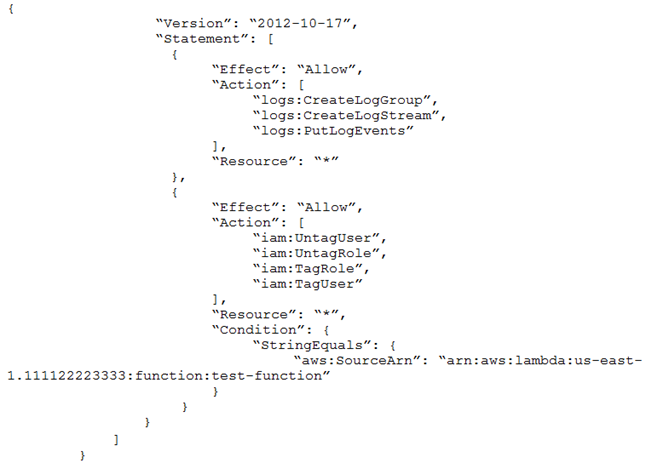 {
“Version”: “2012-10-17”,
“Statement”: [
{
“Effect”: “Allow”,
“Action”: [
“logs:CreateLogGroup”,
“logs:CreateLogStream”,
“logs:PutLogEvents”
],
“Resource”: “*”
},
{
“Effect”: “Allow”,
“Action”: [
“iam:UntagUser”,
“iam:UntagRole”,
“iam:TagRole”,
“iam:TagUser”
],
“Resource”: “*”,
“Condition”: {
“StringEquals”: {
“aws:SourceArn”: “arn:aws:lambda:us-east-
1.111122223333:function:test-function”
}
}
}
]
}